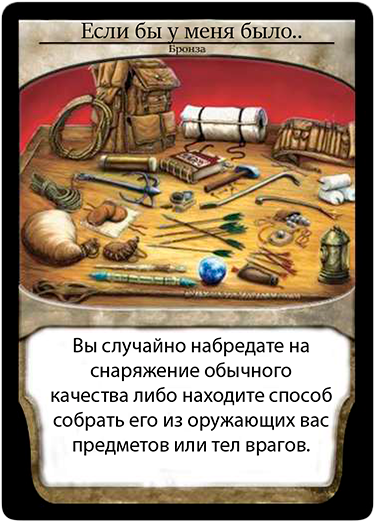 Если бы у меня было..
Бронза
Вы случайно набредате на
снаряжение обычного
качества либо находите способ
собрать его из оружающих вас
предметов или тел врагов.